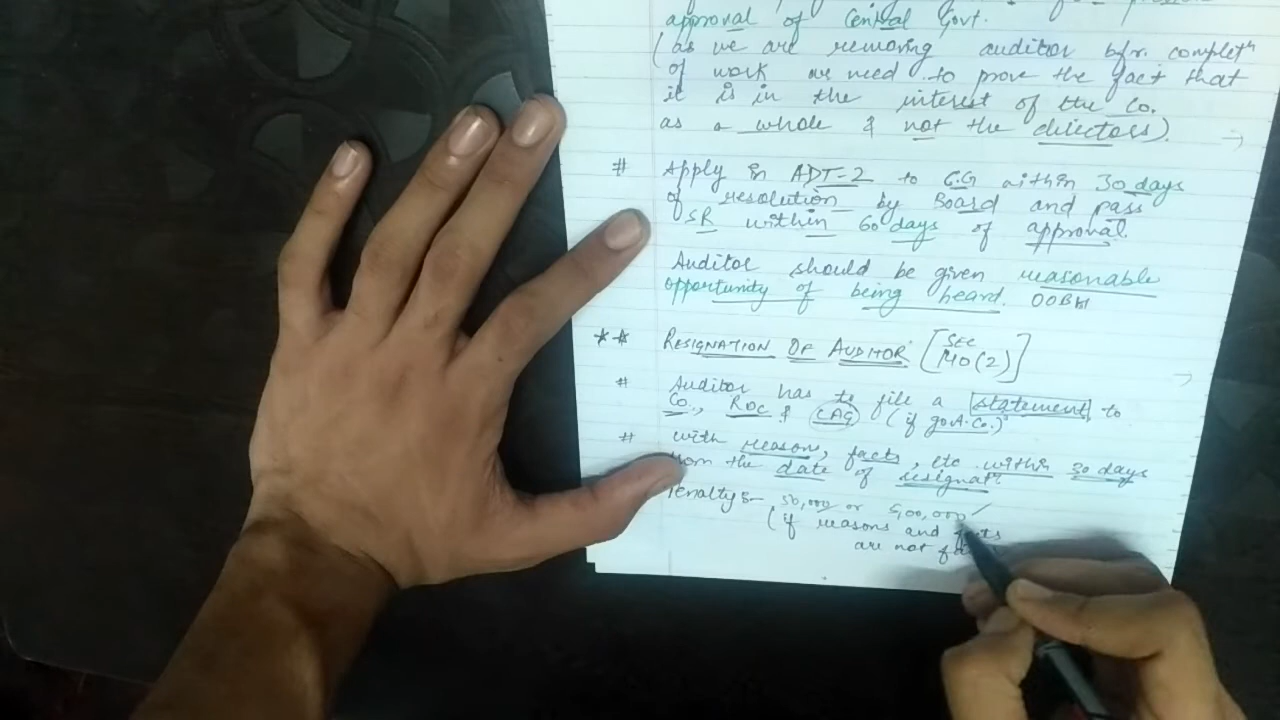 approval of Central Govt.
(as we are removing auditor bfr. completn
of work we need to prove the fact that
it is in the interest of the Co.
as a whole & not the directors).
# Apply in ADT-2 to C.G within 30 days
of resolution by Board and pass
SR within 60 days of approval.
Auditor should be given reasonable
opportunity of being heard. OOBH
** RESIGNATION OF AUDITOR [SEC
140(2)]
# Auditor has to file a statement to
Co., ROC & CAG (if govt. Co.)
# with reason, facts, etc within 30 days
from the date of resignatn
Penalty:- 50,000 or 5,00,000
(if reasons and facts
are not